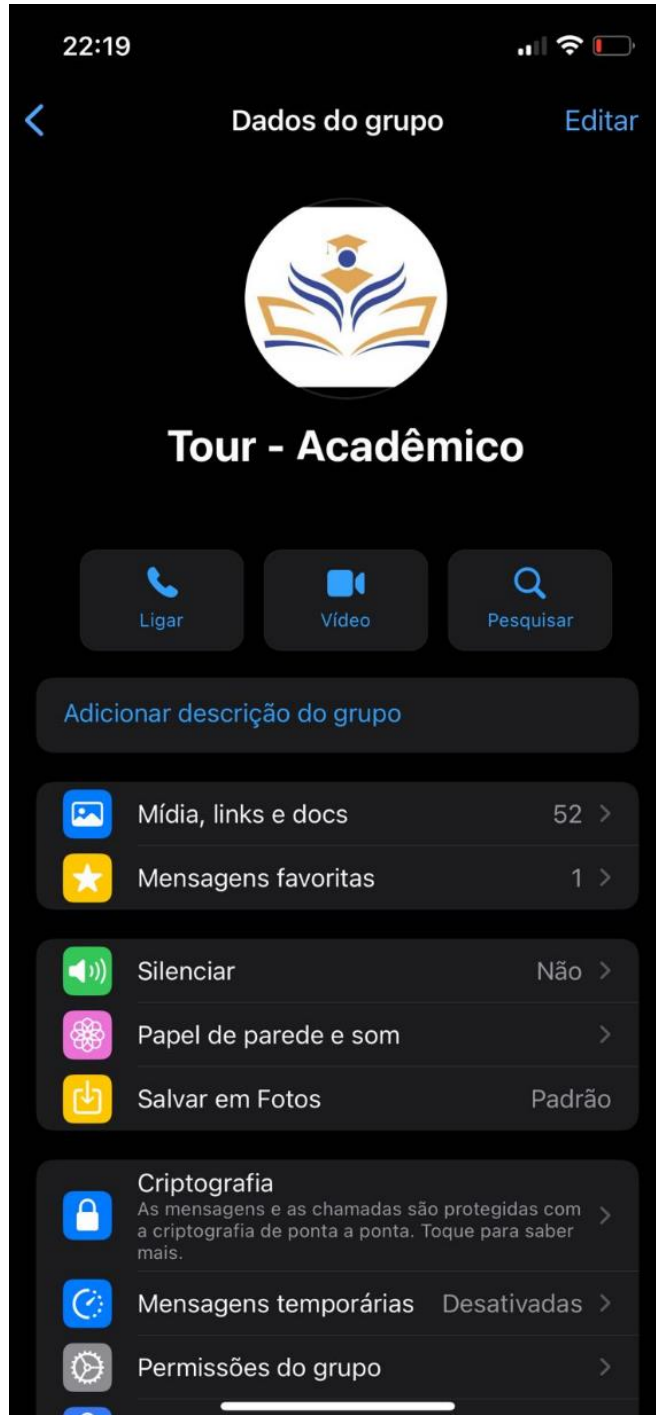 22:19
Dados do grupo
Editar
Tour - Acadêmico
Ligar
Vídeo
Pesquisar
Adicionar descrição do grupo
Mídia, links e docs 52
Mensagens favoritas 1
Silenciar Não
Papel de parede e som
Salvar em Fotos Padrão
Criptografia
As mensagens e as chamadas são protegidas com
a criptografia de ponta a ponta. Toque para saber
mais.
Mensagens temporárias Desativadas
Permissões do grupo